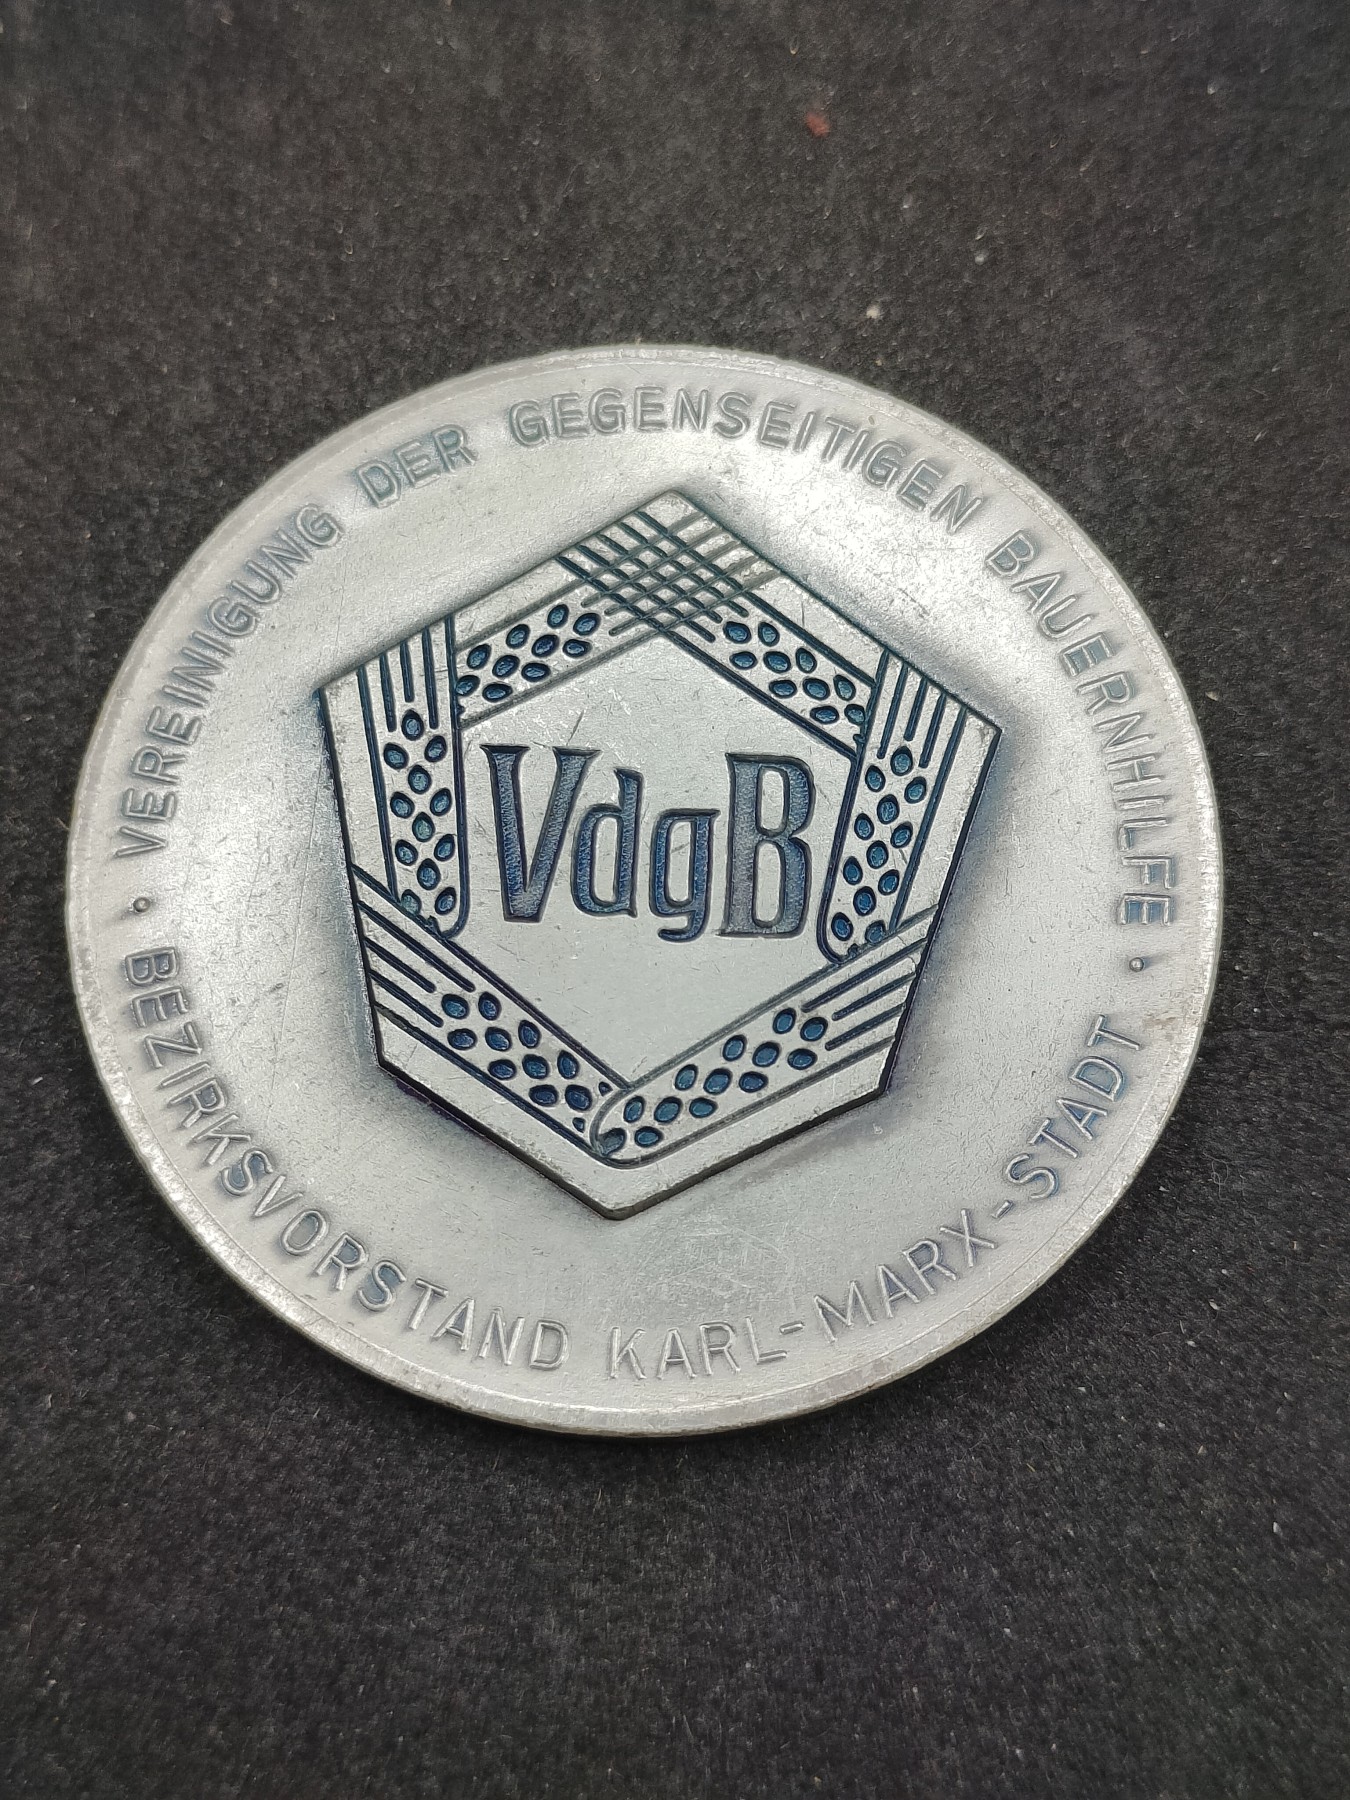 VEREINIGUNG DER GEGENSEITIGEN BAUERNHILFE
VdgB
• BEZIRKSVORSTAND KARL-MARX-STADT •